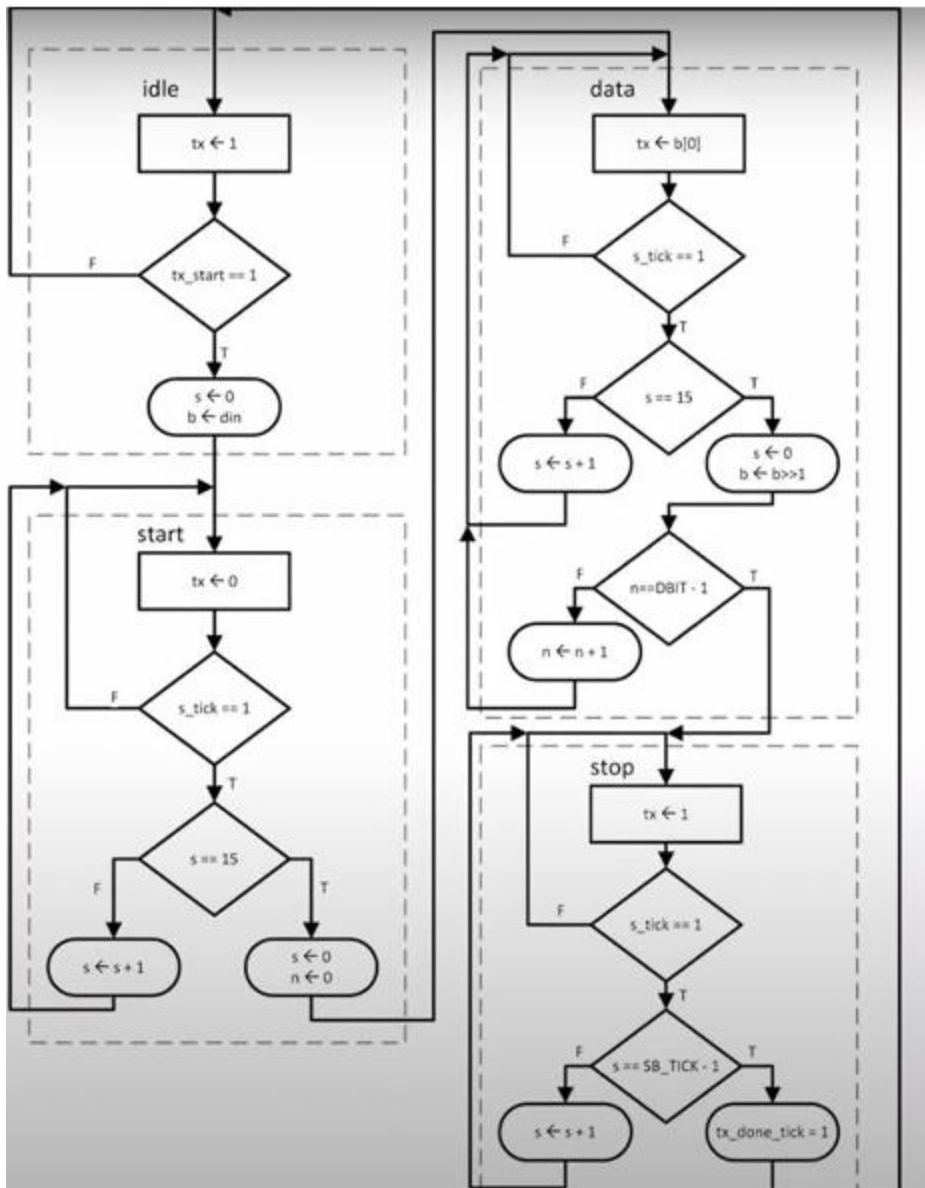 idle
tx ← 1
F
tx_start == 1
T
s ← 0
b ← din
start
tx ← 0
F
s_tick == 1
T
s == 15
F
T
s ← s + 1
s ← 0
n ← 0
data
tx ← b[0]
F
s_tick == 1
T
F
s == 15
T
s ← s + 1
s ← 0
b ← b>>1
F
n==DBIT - 1
T
n ← n + 1
stop
tx ← 1
F
s_tick == 1
T
F
s == SB_TICK - 1
T
s ← s + 1
tx_done_tick = 1